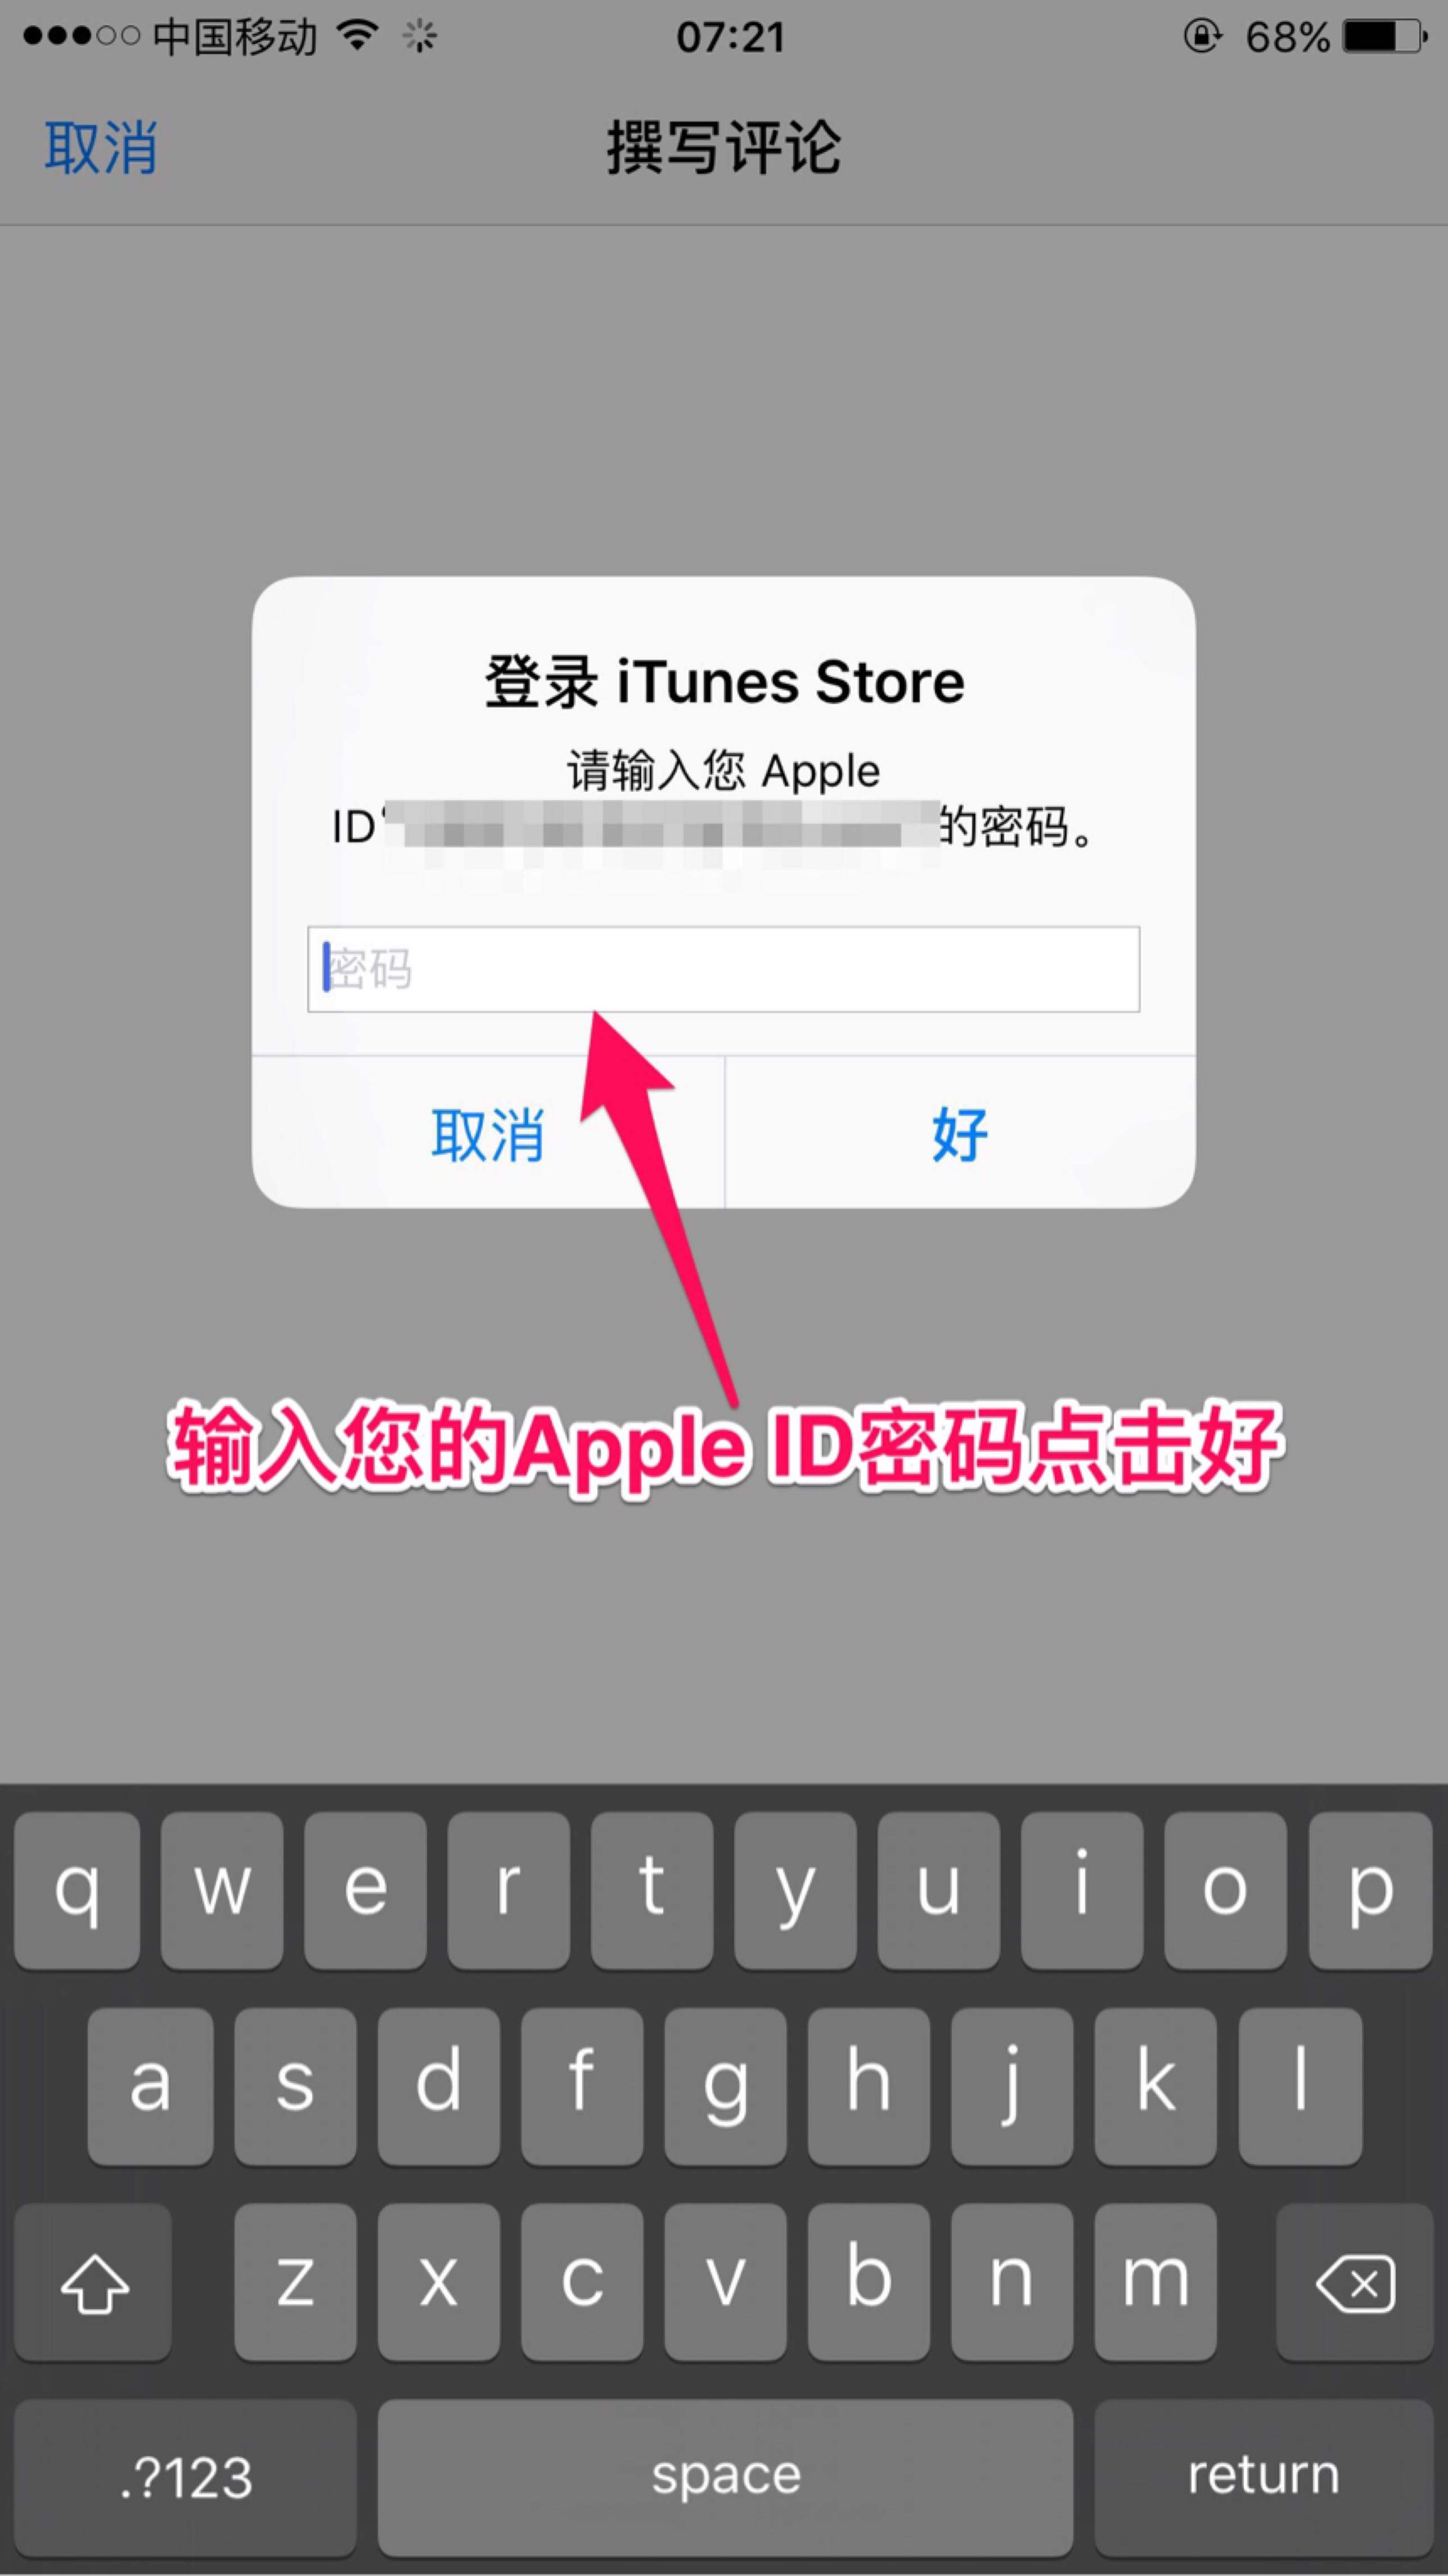 中国移动 07:21 68%
取消 撰写评论
登录 iTunes Store
请输入您 Apple
ID“ 的密码。
密码
取消 好
输入您的Apple ID密码点击好
q w e r t y u i o p
a s d f g h j k l
z x c v b n m
.?123 space return